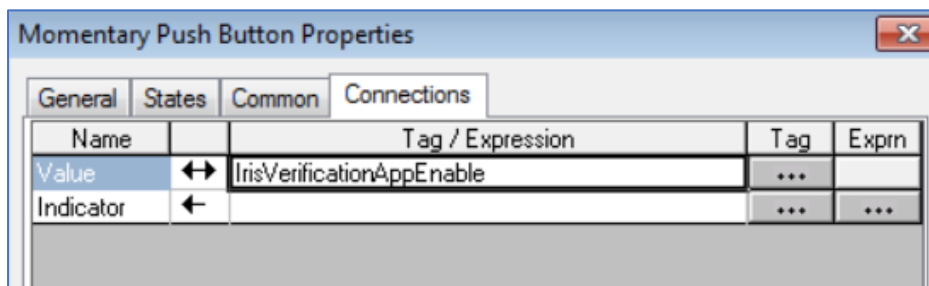 Momentary Push Button Properties
General States Common Connections
Name Tag / Expression Tag Exprn
Value IrisVerificationAppEnable ...
Indicator ... ...